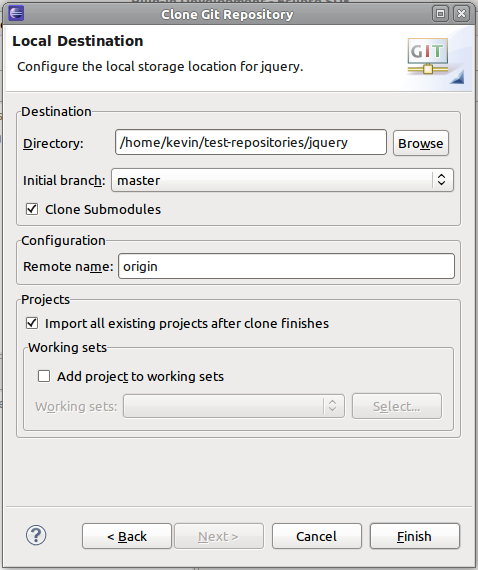 Clone Git Repository
Local Destination
Configure the local storage location for jquery.
GIT
Destination
Directory: /home/kevin/test-repositories/jquery Browse
Initial branch: master
Clone Submodules
Configuration
Remote name: origin
Projects
Import all existing projects after clone finishes
Working sets
Add project to working sets
Working sets: Select...
? < Back Next > Cancel Finish